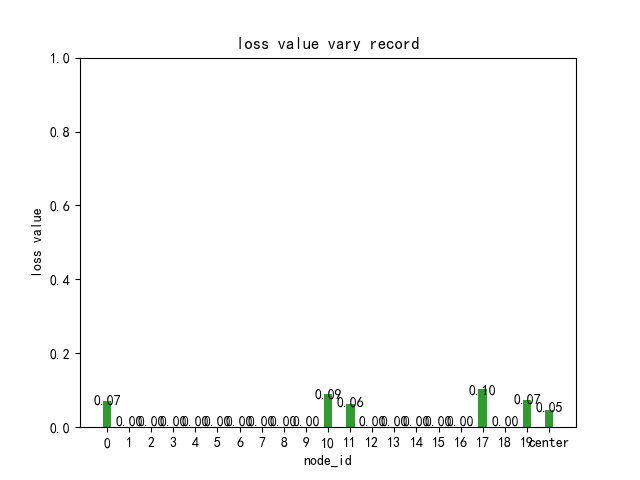 loss value vary record
1.0
0.8
0.6
0.4
0.2
0.0
loss value
0.07 0.00 0.00 0.00 0.00 0.00 0.00 0.00 0.00 0.00 0.09 0.06 0.00 0.00 0.00 0.00 0.00 0.10 0.00 0.07 0.05
0 1 2 3 4 5 6 7 8 9 10 11 12 13 14 15 16 17 18 19 center
node_id